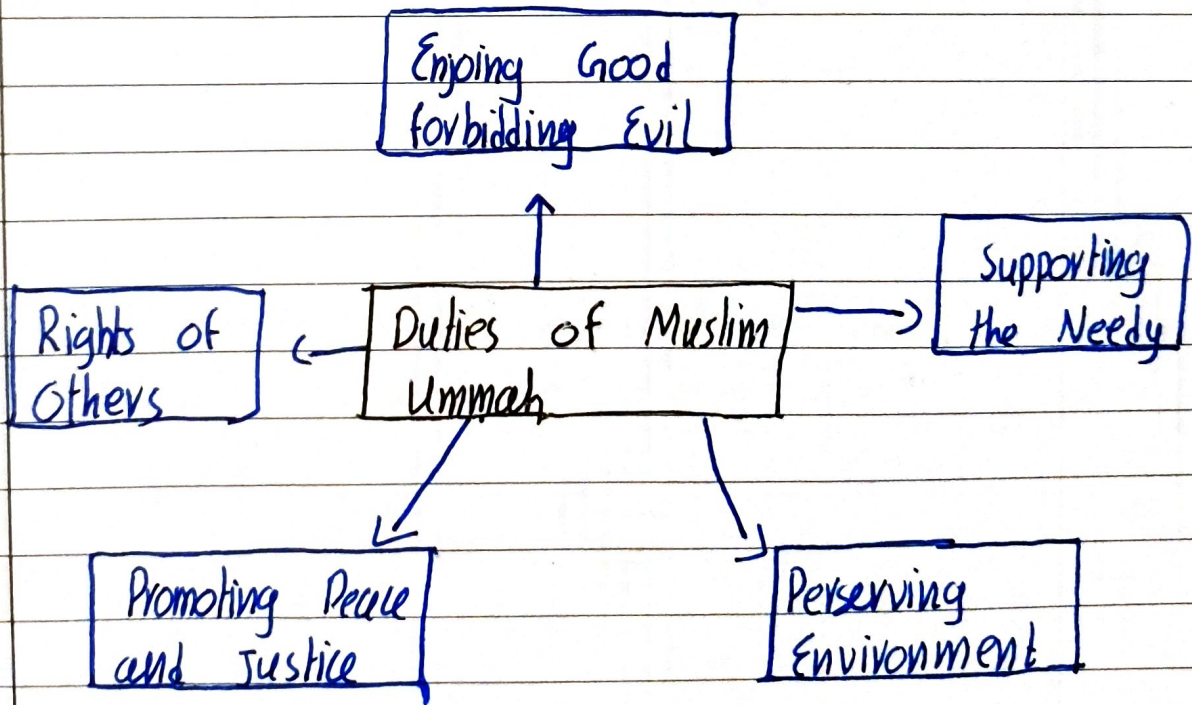 Enjoing Good
forbidding Evil
Supporting
the Needy
Rights of
Others
Duties of Muslim
Ummah
Promoting Peace
and Justice
Perserving
Environment